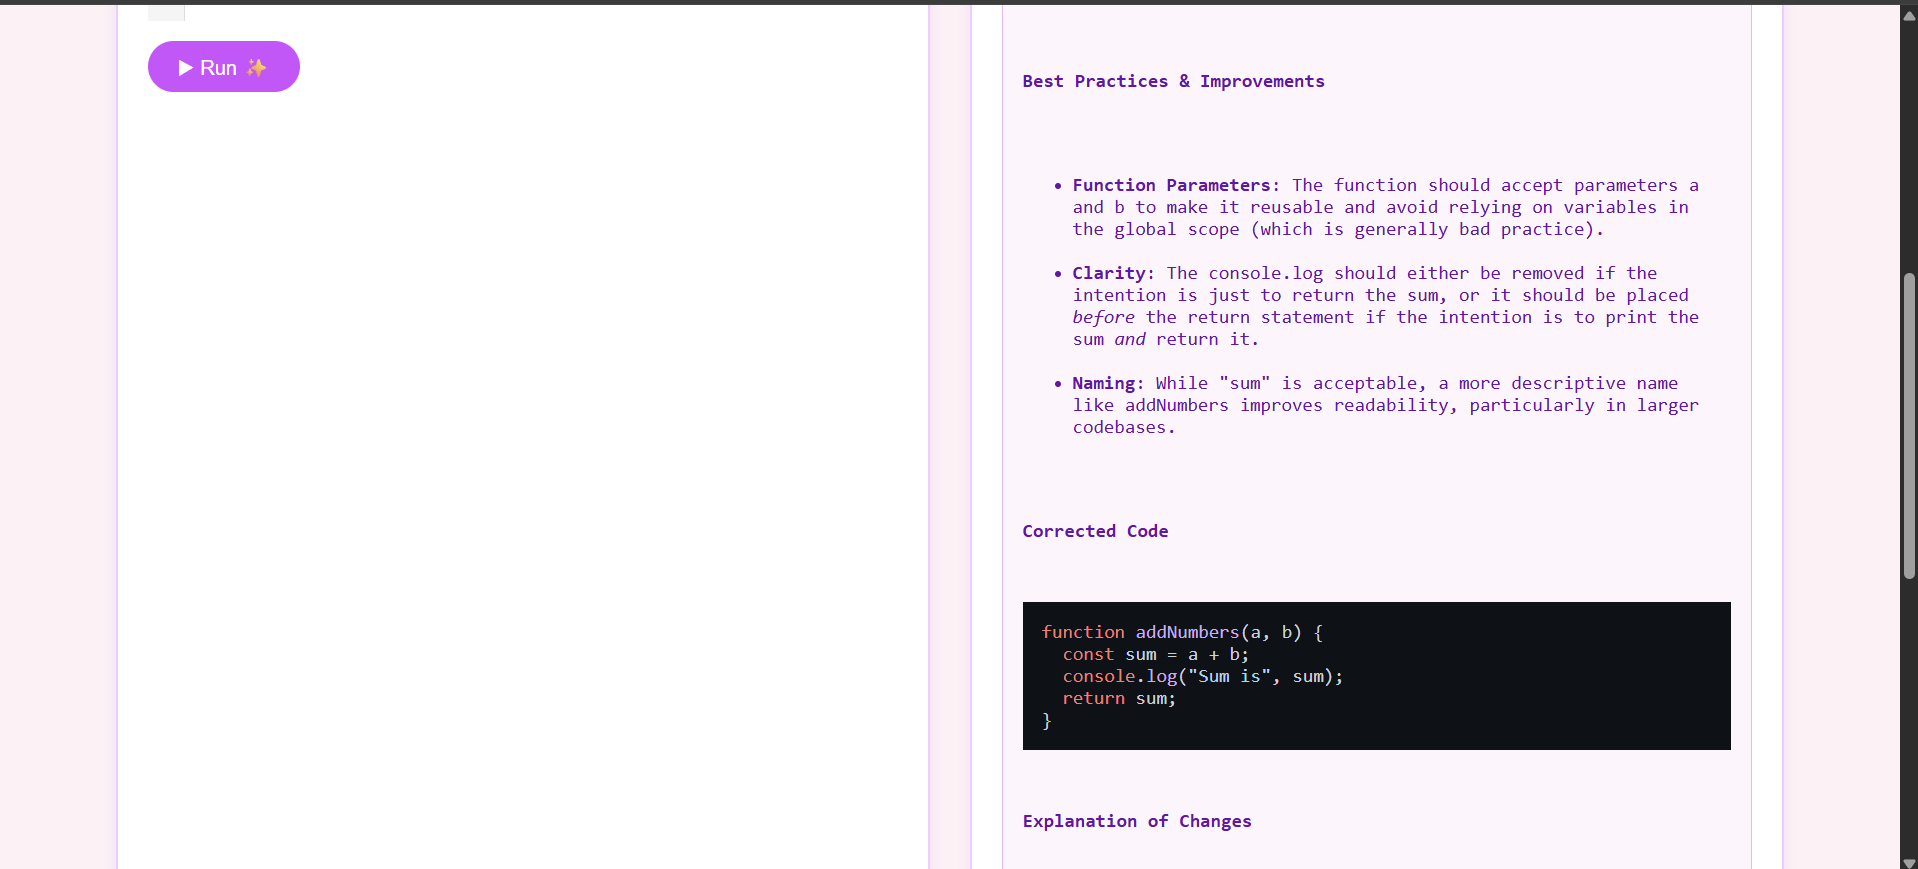 ▶ Run ✨
Best Practices & Improvements
• Function Parameters: The function should accept parameters a
and b to make it reusable and avoid relying on variables in
the global scope (which is generally bad practice).
• Clarity: The console.log should either be removed if the
intention is just to return the sum, or it should be placed
before the return statement if the intention is to print the
sum and return it.
• Naming: While "sum" is acceptable, a more descriptive name
like addNumbers improves readability, particularly in larger
codebases.
Corrected Code
function addNumbers(a, b) {
  const sum = a + b;
  console.log("Sum is", sum);
  return sum;
}
Explanation of Changes